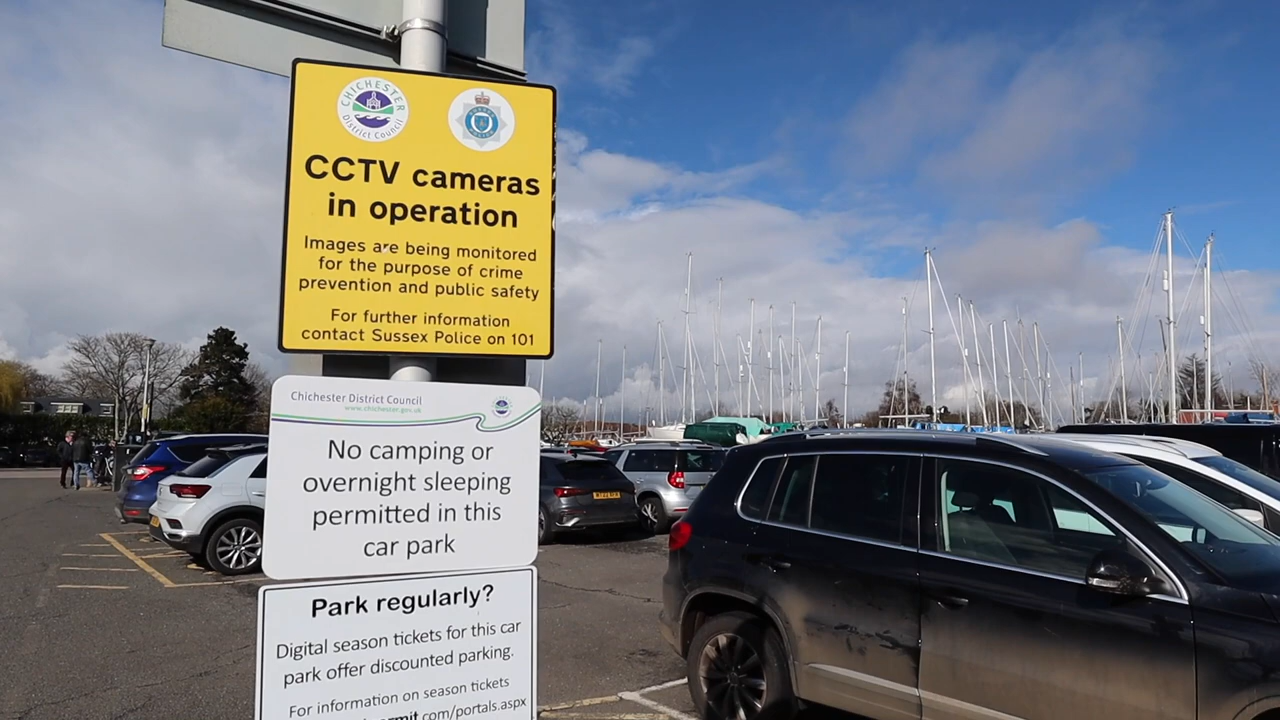 CHICHESTER
District Council
CCTV cameras
in operation
Images are being monitored
for the purpose of crime
prevention and public safety
For further information
contact Sussex Police on 101
Chichester District Council
www.chichester.gov.uk
No camping or
overnight sleeping
permitted in this
car park
Park regularly?
Digital season tickets for this car
park offer discounted parking.
For information on season tickets
.com/portals.aspx